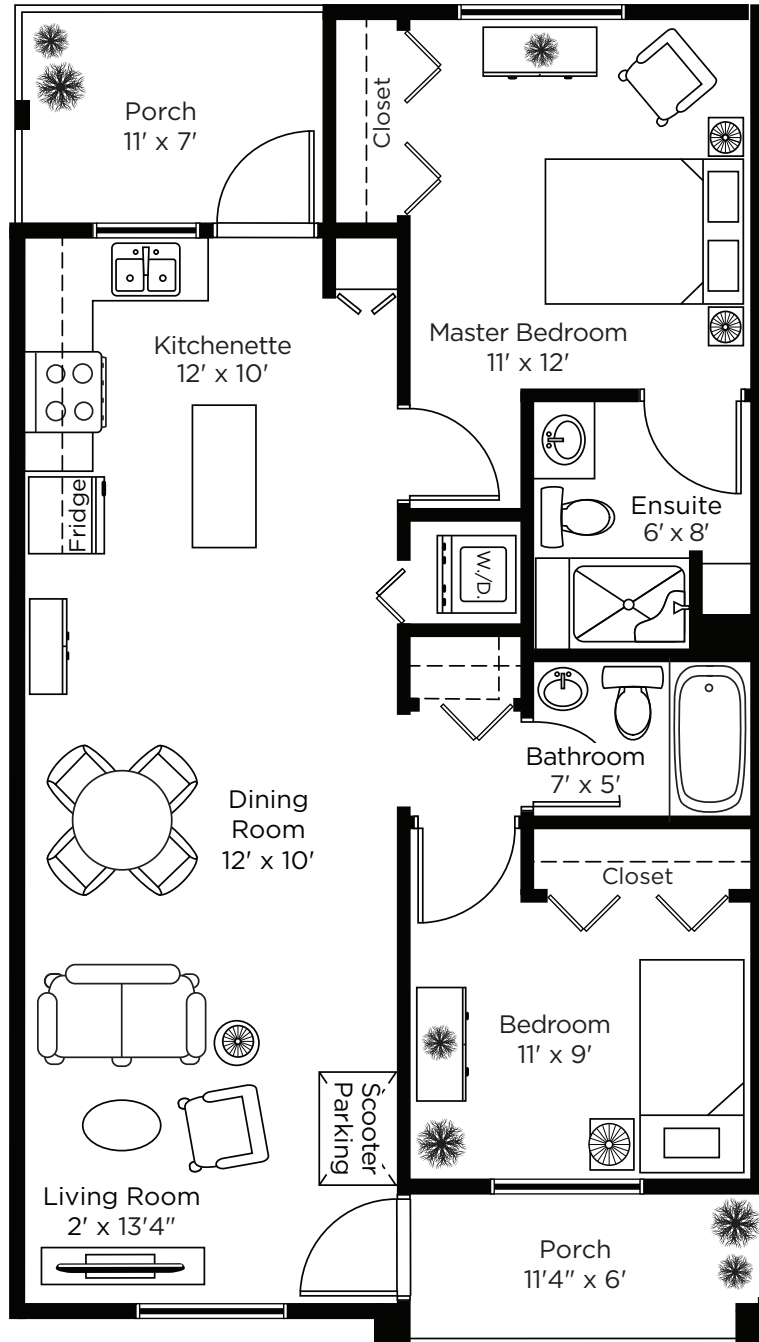 Porch
11' x 7'
Closet
Master Bedroom
11' x 12'
Kitchenette
12' x 10'
Fridge
Ensuite
6' x 8'
W./D.
Bathroom
7' x 5'
Dining
Room
12' x 10'
Closet
Bedroom
11' x 9'
Scooter
Parking
Living Room
2' x 13'4"
Porch
11'4" x 6'